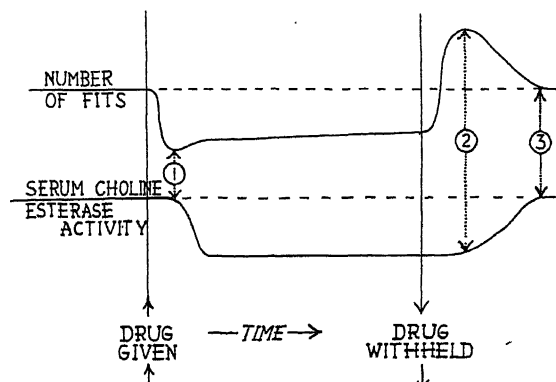 NUMBER
OF FITS
1
2
3
SERUM CHOLINE
ESTERASE
ACTIVITY
DRUG
GIVEN
TIME
DRUG
WITHHELD